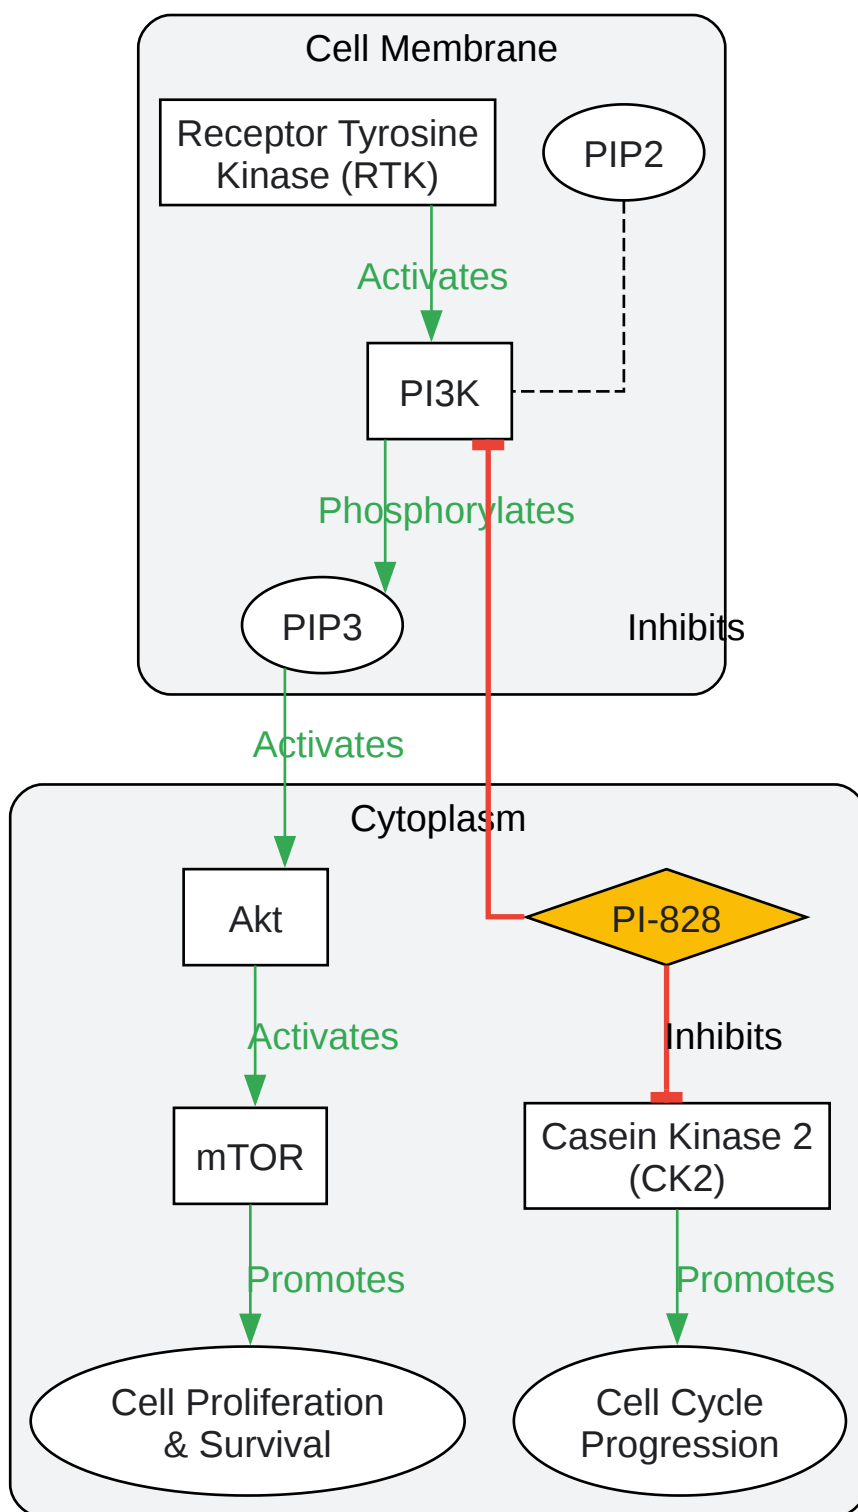 Cell Membrane
Receptor Tyrosine
Kinase (RTK)
PIP2
Activates
PI3K
Phosphorylates
PIP3
Inhibits
Activates
Cytoplasm
Akt
PI-828
Activates
Inhibits
mTOR
Casein Kinase 2
(CK2)
Promotes
Promotes
Cell Proliferation
& Survival
Cell Cycle
Progression